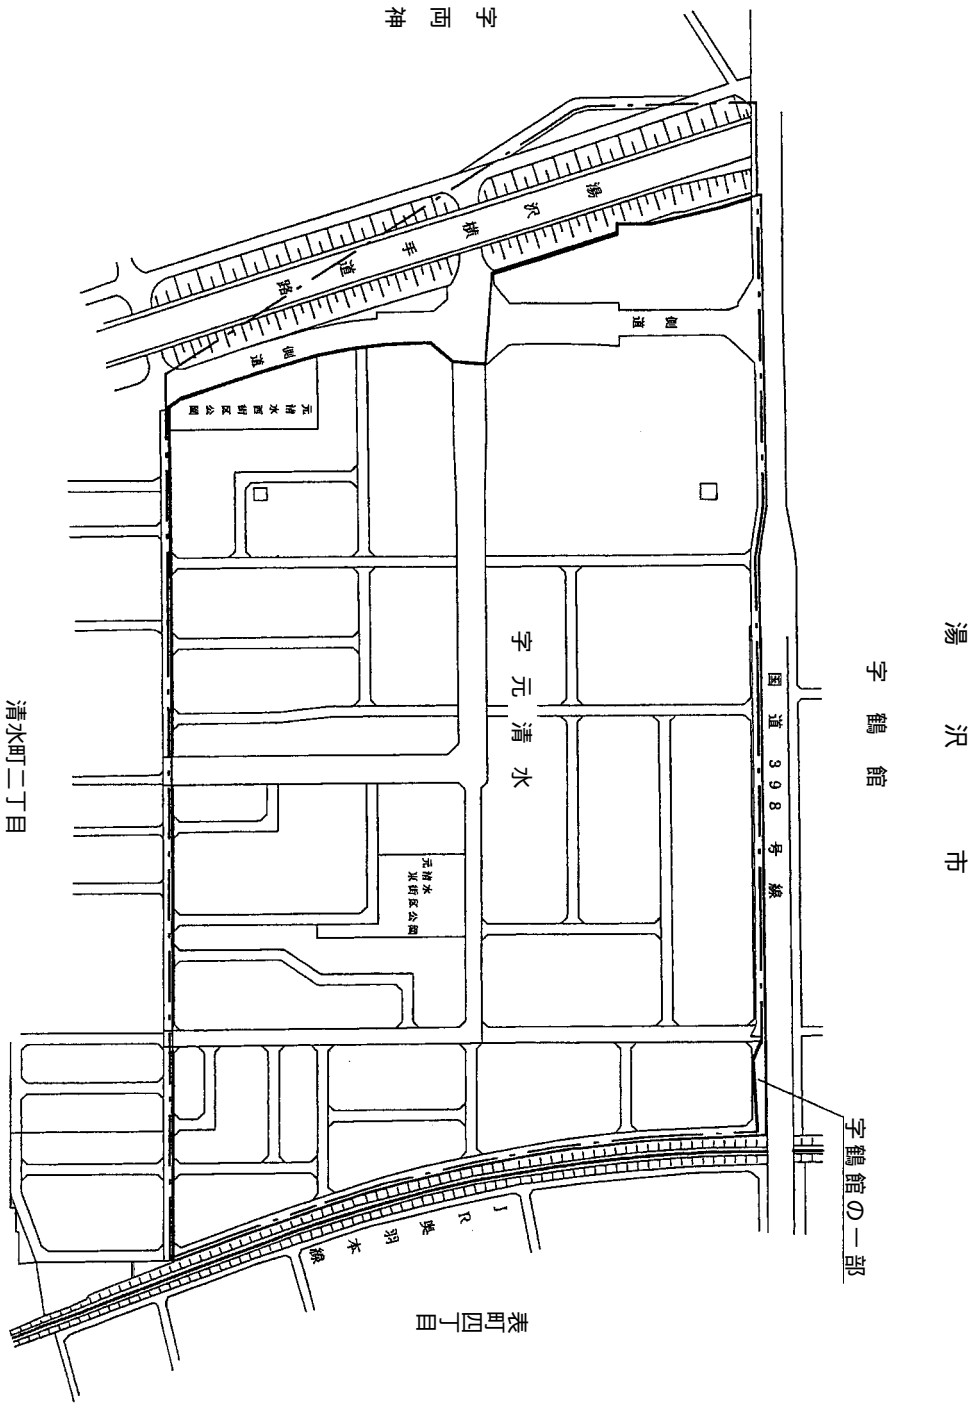 湯沢市
字鶴館
国道398号線
字鶴館の一部
字両神
湯沢横手道路
側道
側道
字元清水
元清水西街区公園
元清水
東街区公園
JR奥羽本線
清水町二丁目
表町四丁目